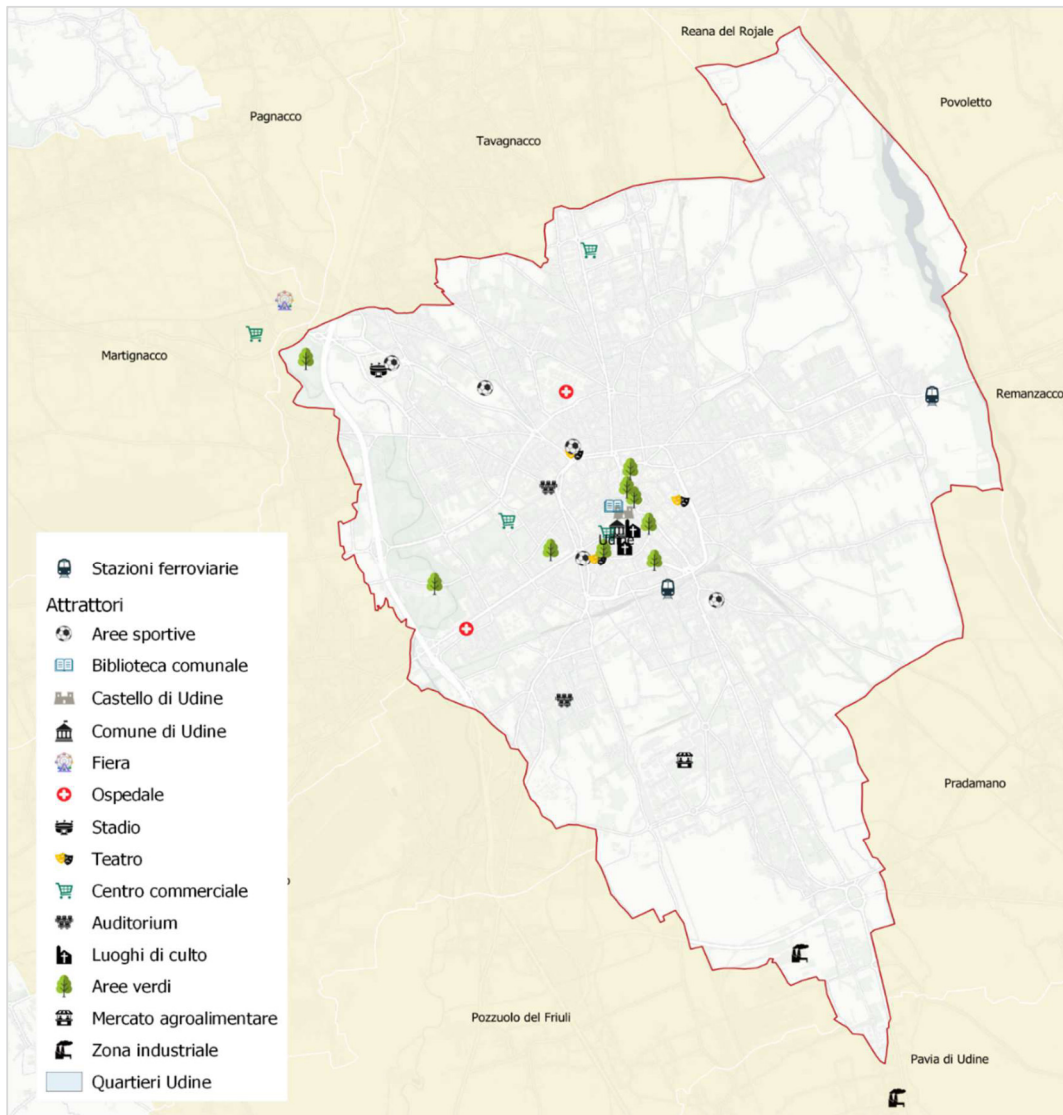 Reana del Rojale
Povoletto
Pagnacco
Tavagnacco
Martignacco
Remanzacco
Udine
Pradamano
Pozzuolo del Friuli
Pavia di Udine
Stazioni ferroviarie
Attrattori
Aree sportive
Biblioteca comunale
Castello di Udine
Comune di Udine
Fiera
Ospedale
Stadio
Teatro
Centro commerciale
Auditorium
Luoghi di culto
Aree verdi
Mercato agroalimentare
Zona industriale
Quartieri Udine